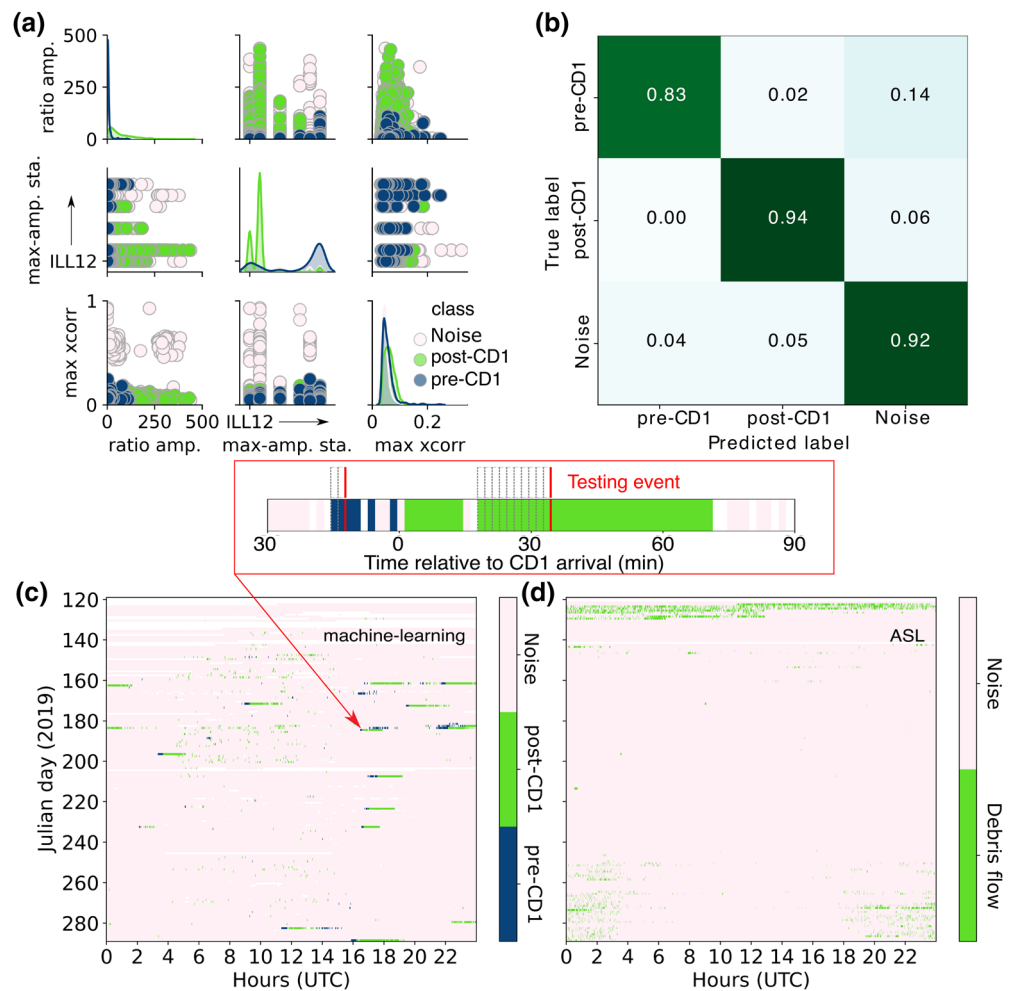 (a)
500
250
0
ratio amp.
max-amp. sta.
ILL12
1
0
max xcorr
class
Noise
post-CD1
pre-CD1
0 250 500
ILL12
0 0.2
ratio amp. max-amp. sta. max xcorr
(b)
True label
pre-CD1
post-CD1
Noise
0.83 0.02 0.14
0.00 0.94 0.06
0.04 0.05 0.92
pre-CD1 post-CD1 Noise
Predicted label
Testing event
30 0 30 60 90
Time relative to CD1 arrival (min)
(c)
machine-learning
120
140
160
180
200
220
240
260
280
Julian day (2019)
0 2 4 6 8 10 12 14 16 18 20 22
Hours (UTC)
Noise
post-CD1
pre-CD1
(d)
ASL
0 2 4 6 8 10 12 14 16 18 20 22
Hours (UTC)
Noise
Debris flow